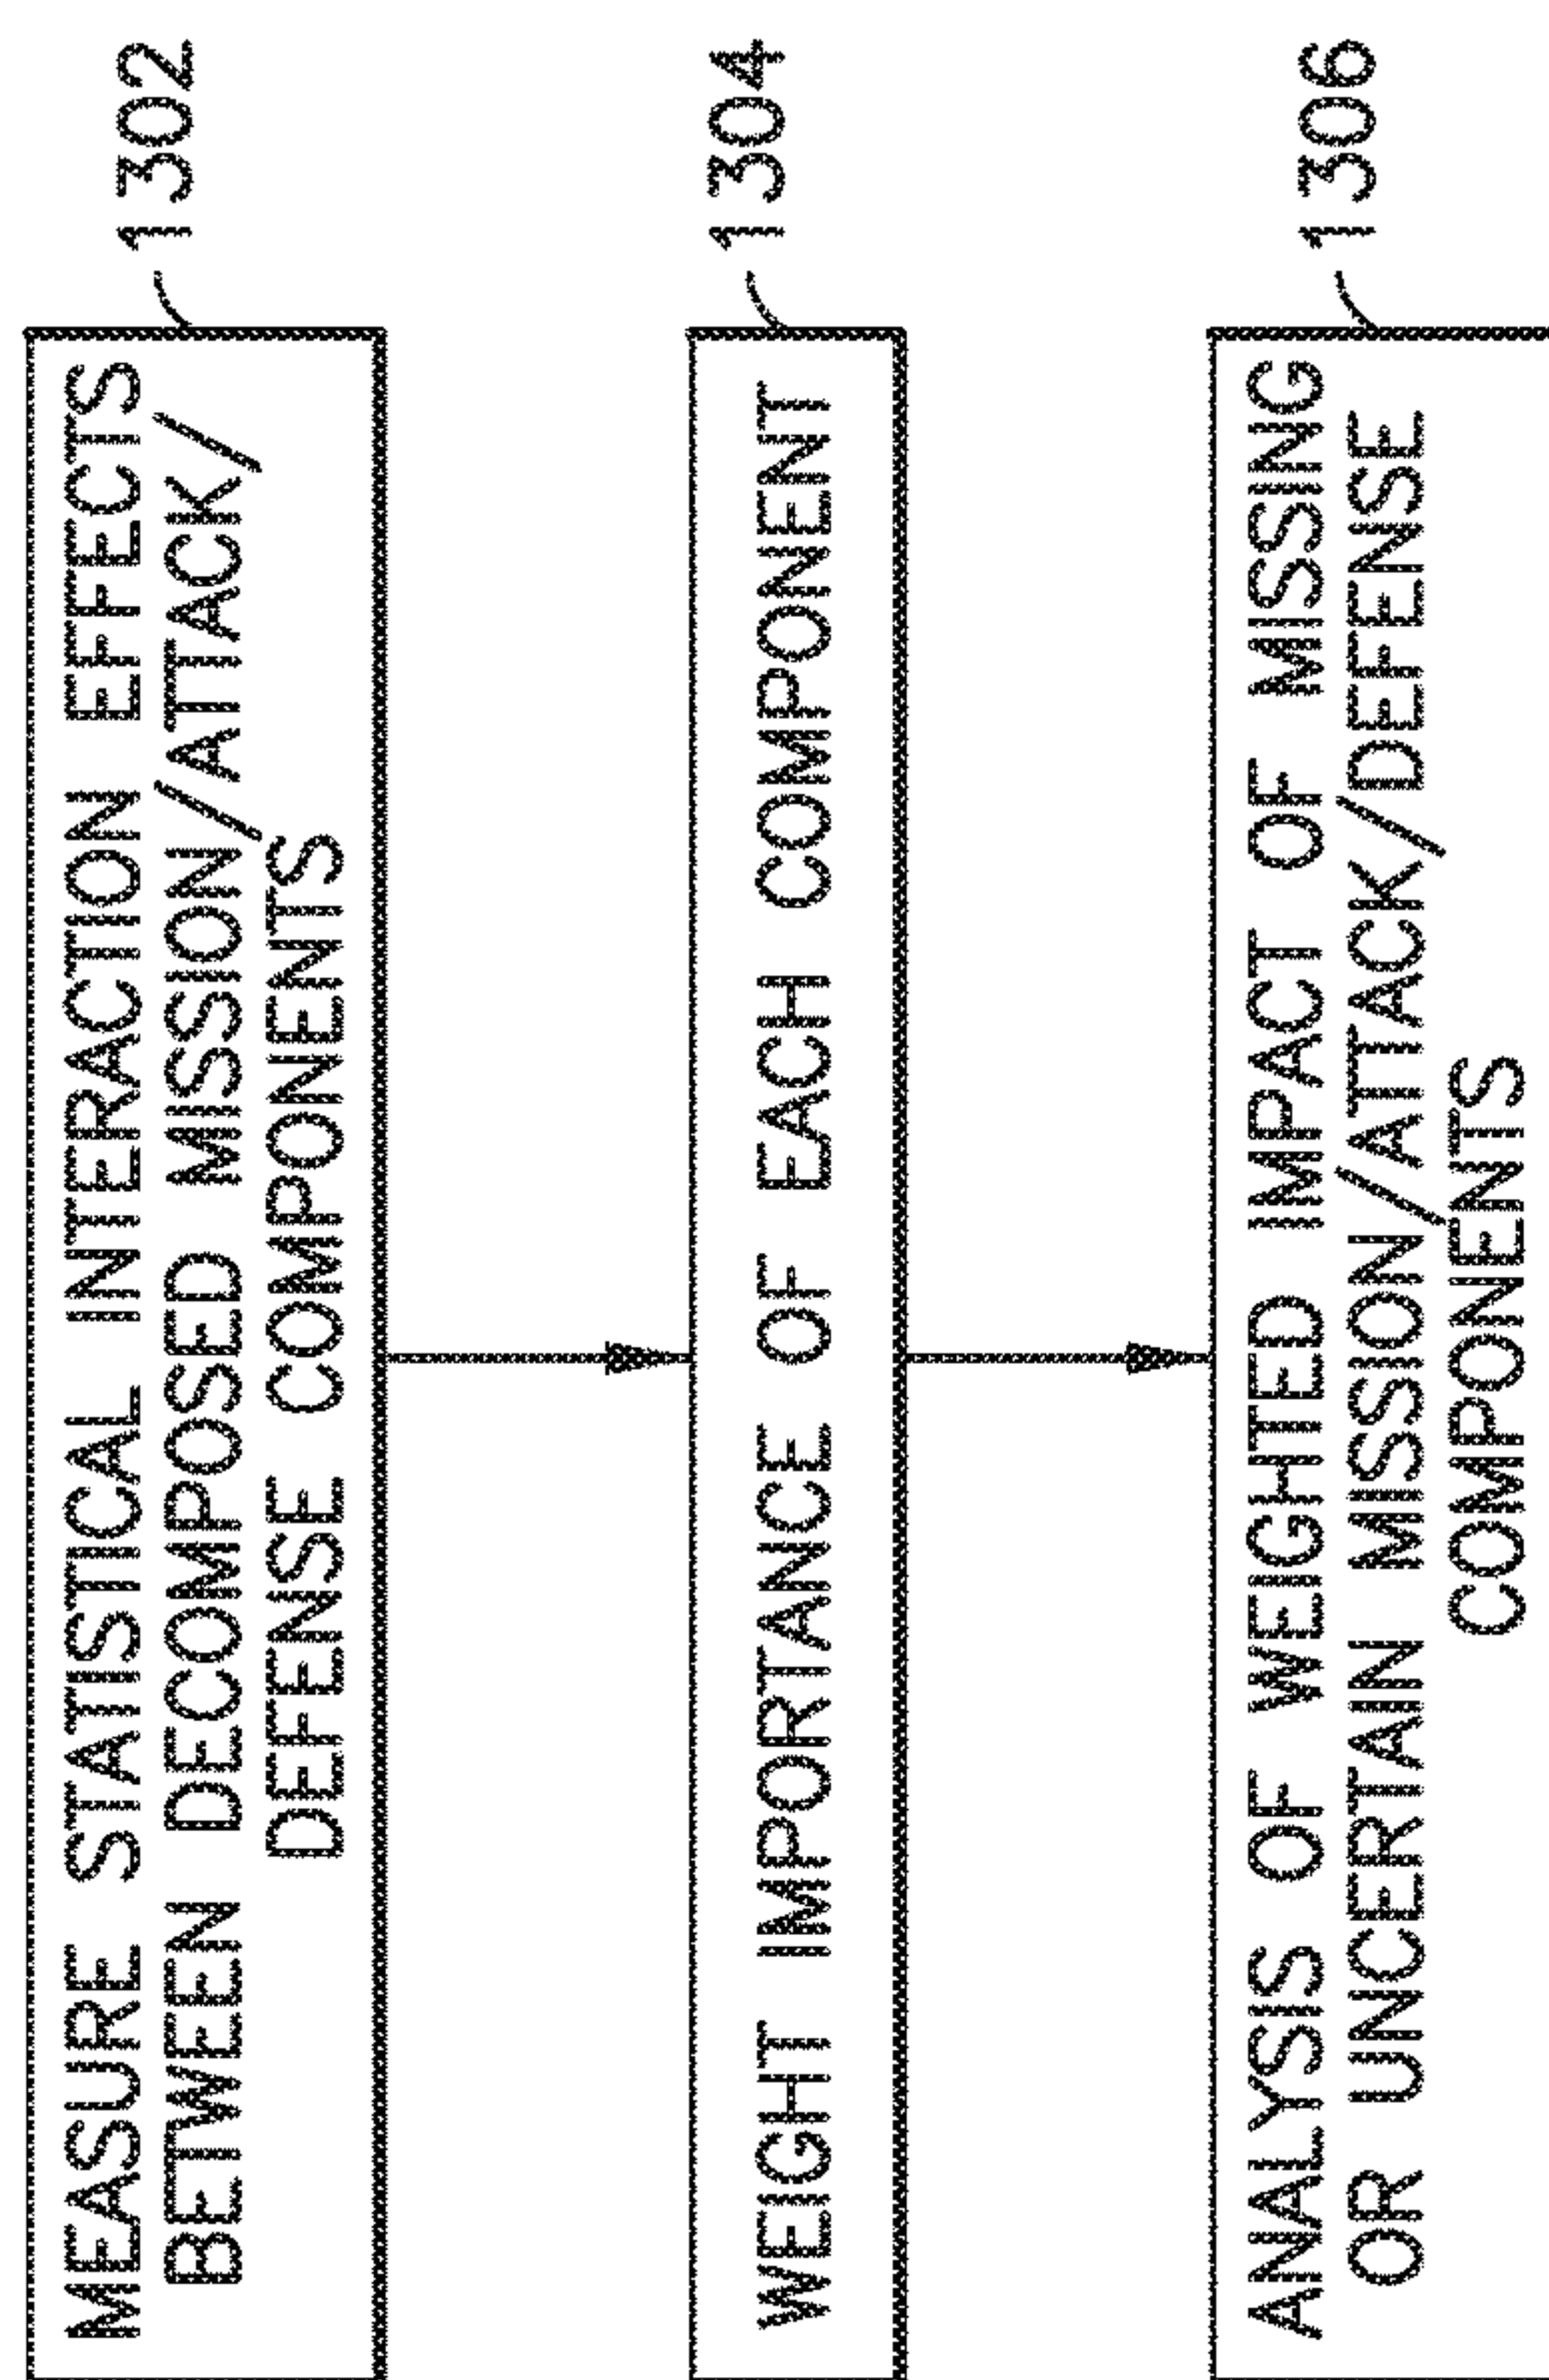 MEASURE STATISTICAL INTERACTION EFFECTS
BETWEEN DECOMPOSED MISSION/ATTACK/
DEFENSE COMPONENTS
1302
WEIGHT IMPORTANCE OF EACH COMPONENT
1304
ANALYSIS OF WEIGHTED IMPACT OF MISSING
OR UNCERTAIN MISSION/ATTACK/DEFENSE
COMPONENTS
1306